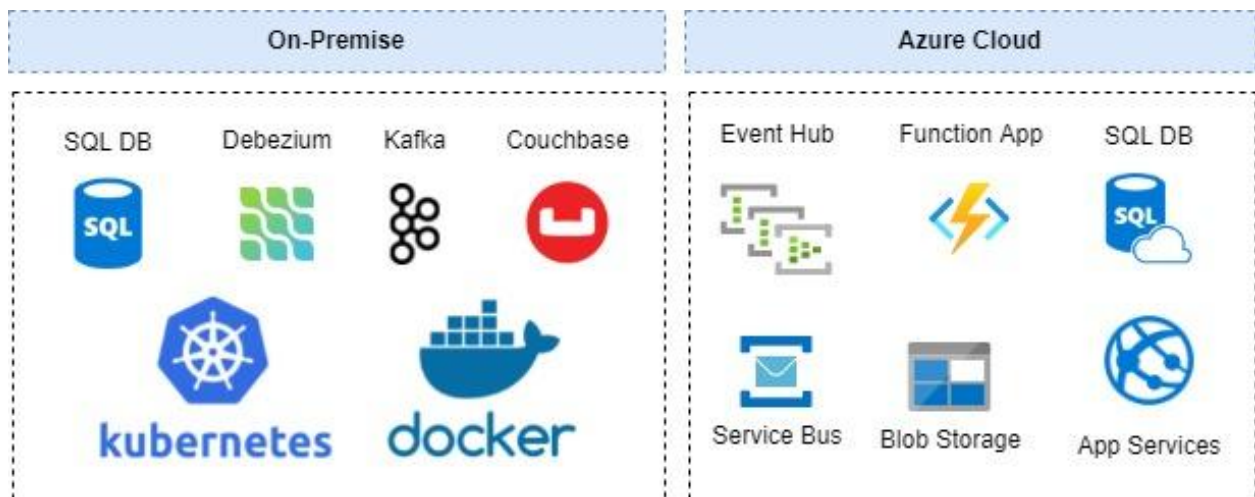 On-Premise
Azure Cloud
SQL DB
Debezium
Kafka
Couchbase
SQL
kubernetes
docker
Event Hub
Function App
SQL DB
SQL
Service Bus
Blob Storage
App Services